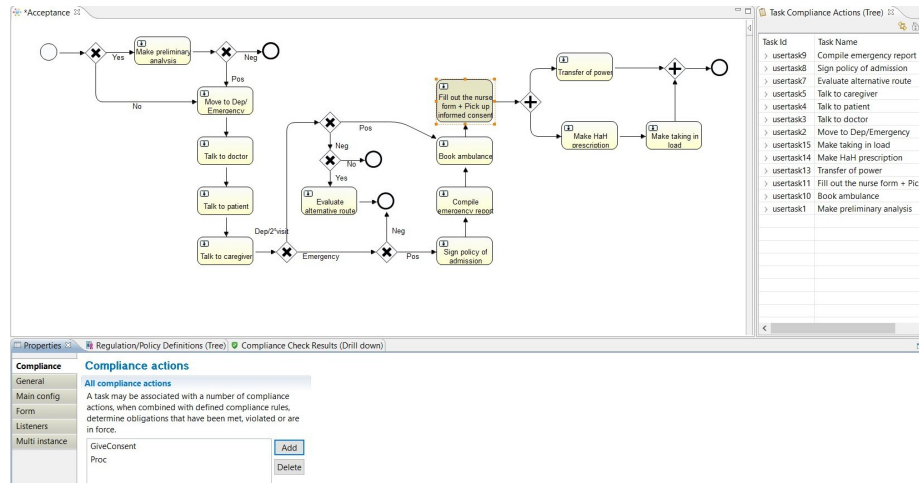 *Acceptance
Yes
Make preliminary
analysis
Neg
Pos
No
Move to Dep/
Emergency
Talk to doctor
Talk to patient
Talk to caregiver
Dep/2°visit
Emergency
Pos
Neg
No
Yes
Evaluate
alternative route
Neg
Pos
Fill out the nurse
form + Pick up
informed consent
Book ambulance
Compile
emergency report
Sign policy of
admission
Transfer of power
Make HaH
prescription
Make taking in
load
Task Compliance Actions (Tree)
Task Id Task Name
usertask9 Compile emergency report
usertask8 Sign policy of admission
usertask7 Evaluate alternative route
usertask5 Talk to caregiver
usertask4 Talk to patient
usertask3 Talk to doctor
usertask2 Move to Dep/Emergency
usertask15 Make taking in load
usertask14 Make HaH prescription
usertask13 Transfer of power
usertask11 Fill out the nurse form + Pic
usertask10 Book ambulance
usertask1 Make preliminary analysis
Properties Regulation/Policy Definitions (Tree) Compliance Check Results (Drill down)
Compliance
General
Main config
Form
Listeners
Multi instance
Compliance actions
All compliance actions
A task may be associated with a number of compliance
actions, when combined with defined compliance rules,
determine obligations that have been met, violated or are
in force.
GiveConsent
Proc
Add
Delete